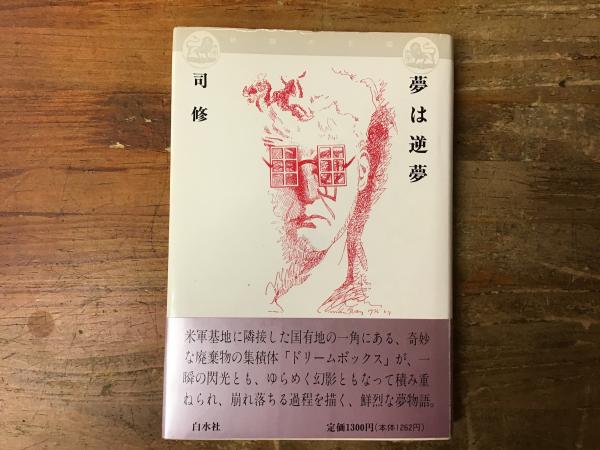 夢は逆夢
司修
米軍基地に隣接した国有地の一角にある、奇妙
な廃棄物の集積体「ドリームボックス」が、一
瞬の閃光とも、ゆらめく幻影ともなって積み重
ねられ、崩れ落ちる過程を描く、鮮烈な夢物語。
白水社
定価1300円(本体1262円)